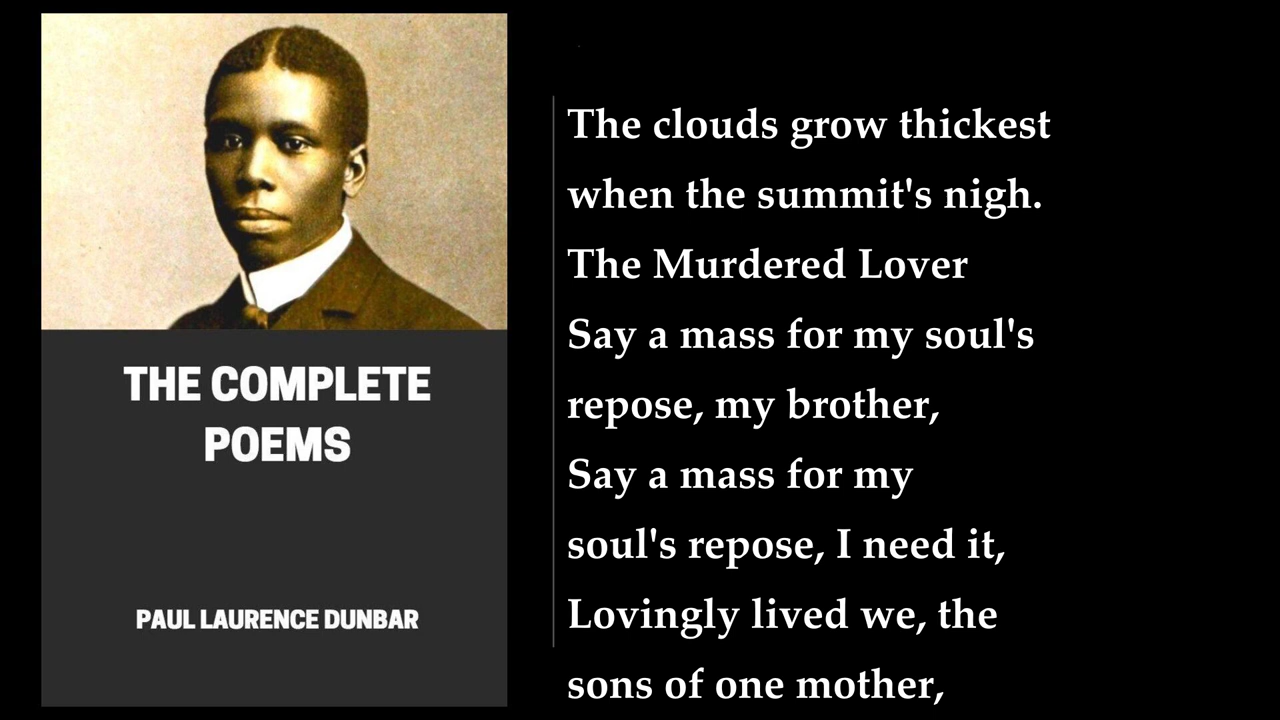 THE COMPLETE
POEMS
PAUL LAURENCE DUNBAR
The clouds grow thickest
when the summit's nigh.
The Murdered Lover
Say a mass for my soul's
repose, my brother,
Say a mass for my
soul's repose, I need it,
Lovingly lived we, the
sons of one mother,